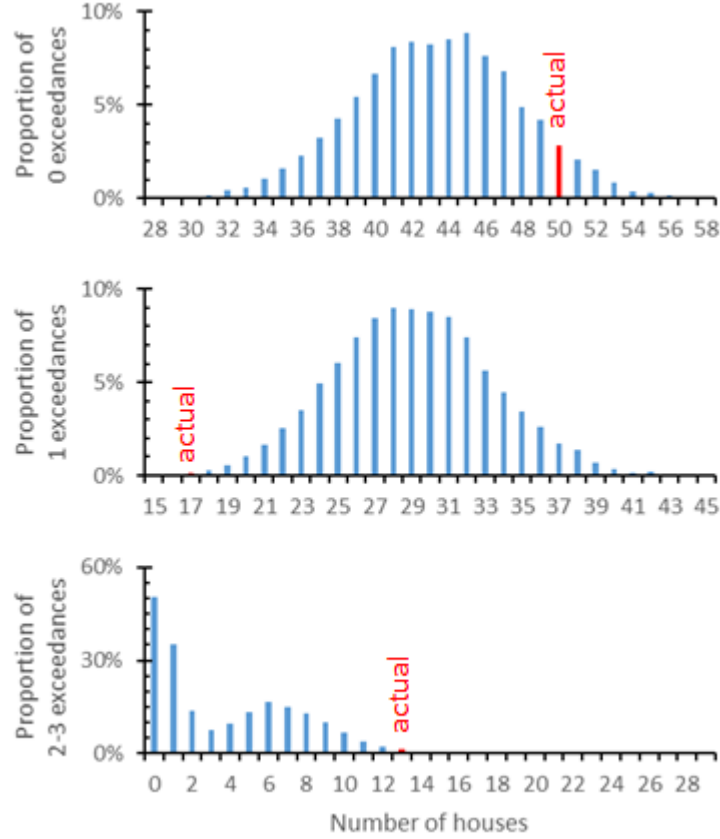 Proportion of
0 exceedances
10%
5%
0%
actual
28 30 32 34 36 38 40 42 44 46 48 50 52 54 56 58
Proportion of
1 exceedances
10%
5%
0%
actual
15 17 19 21 23 25 27 29 31 33 35 37 39 41 43 45
Proportion of
2-3 exceedances
60%
30%
0%
actual
0 2 4 6 8 10 12 14 16 18 20 22 24 26 28
Number of houses